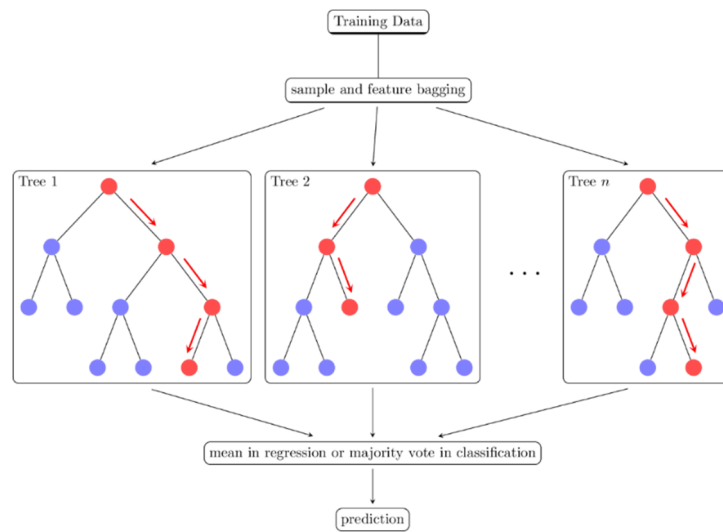 Training Data
sample and feature bagging
Tree 1
Tree 2
Tree n
. . .
mean in regression or majority vote in classification
prediction